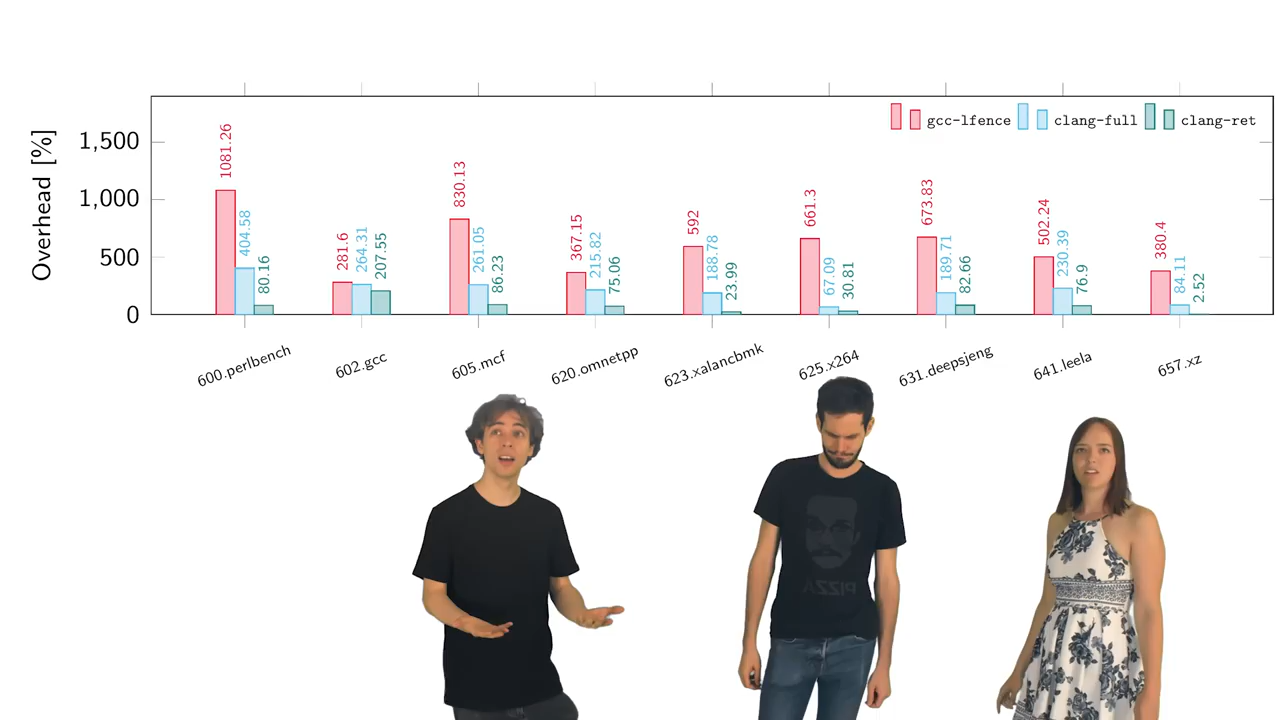 gcc-lfence clang-full clang-ret
Overhead [%]
1,500
1,000
500
0
1081.26 404.58 80.16
281.6 264.31 207.55
830.13 261.05 86.23
367.15 215.82 75.06
592 188.78 23.99
661.3 67.09 30.81
673.83 189.71 82.66
502.24 230.39 76.9
380.4 84.11 2.52
600.perlbench 602.gcc 605.mcf 620.omnetpp 623.xalancbmk 625.x264 631.deepsjeng 641.leela 657.xz
PIZZA